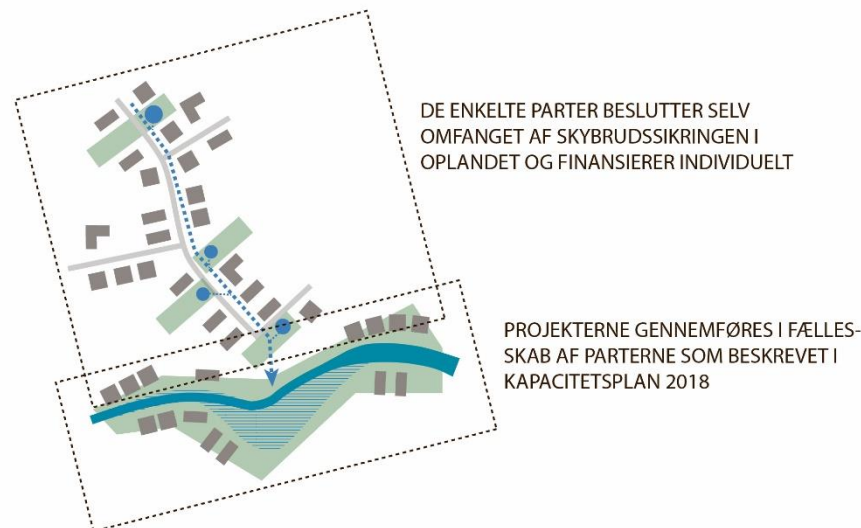 DE ENKELTE PARTER BESLUTTER SELV
OMFANGET AF SKYBRUDSSIKRINGEN I
OPLANDET OG FINANSIERER INDIVIDUELT
PROJEKTERNE GENNEMFØRES I FÆLLES-
SKAB AF PARTERNE SOM BESKREVET I
KAPACITETSPLAN 2018